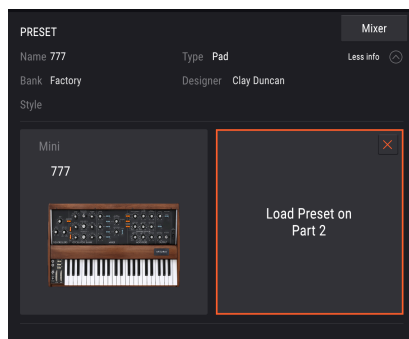 PRESET
Mixer
Name 777
Type Pad
Less info
Bank Factory
Designer Clay Duncan
Style
Mini
777
Load Preset on
Part 2